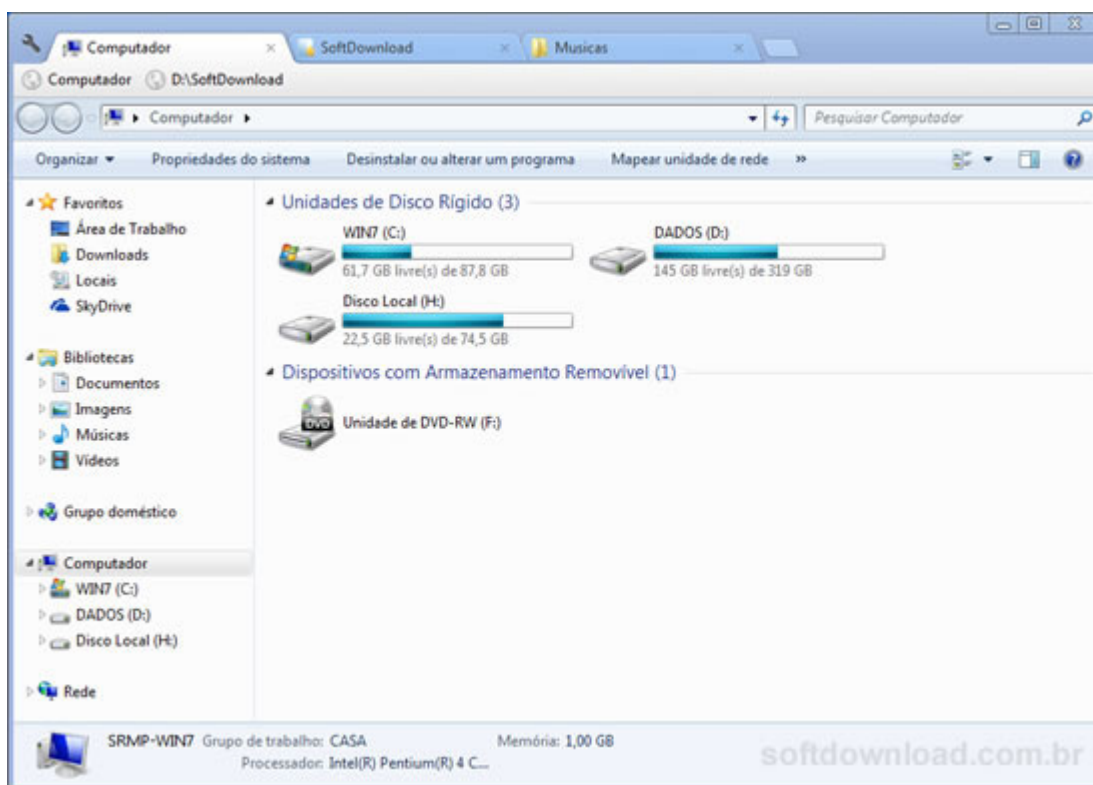 Computador SoftDownload Musicas
Computador D:\SoftDownload
Computador Pesquisar Computador
Organizar Propriedades do sistema Desinstalar ou alterar um programa Mapear unidade de rede »
Favoritos
Área de Trabalho
Downloads
Locais
SkyDrive
Bibliotecas
Documentos
Imagens
Músicas
Vídeos
Grupo doméstico
Computador
WIN7 (C:)
DADOS (D:)
Disco Local (H:)
Rede
Unidades de Disco Rígido (3)
WIN7 (C:)
61,7 GB livre(s) de 87,8 GB
DADOS (D:)
145 GB livre(s) de 319 GB
Disco Local (H:)
22,5 GB livre(s) de 74,5 GB
Dispositivos com Armazenamento Removível (1)
DVD
Unidade de DVD-RW (F:)
SRMP-WIN7 Grupo de trabalho: CASA Memória: 1,00 GB
Processador: Intel(R) Pentium(R) 4 C...
softdownload.com.br